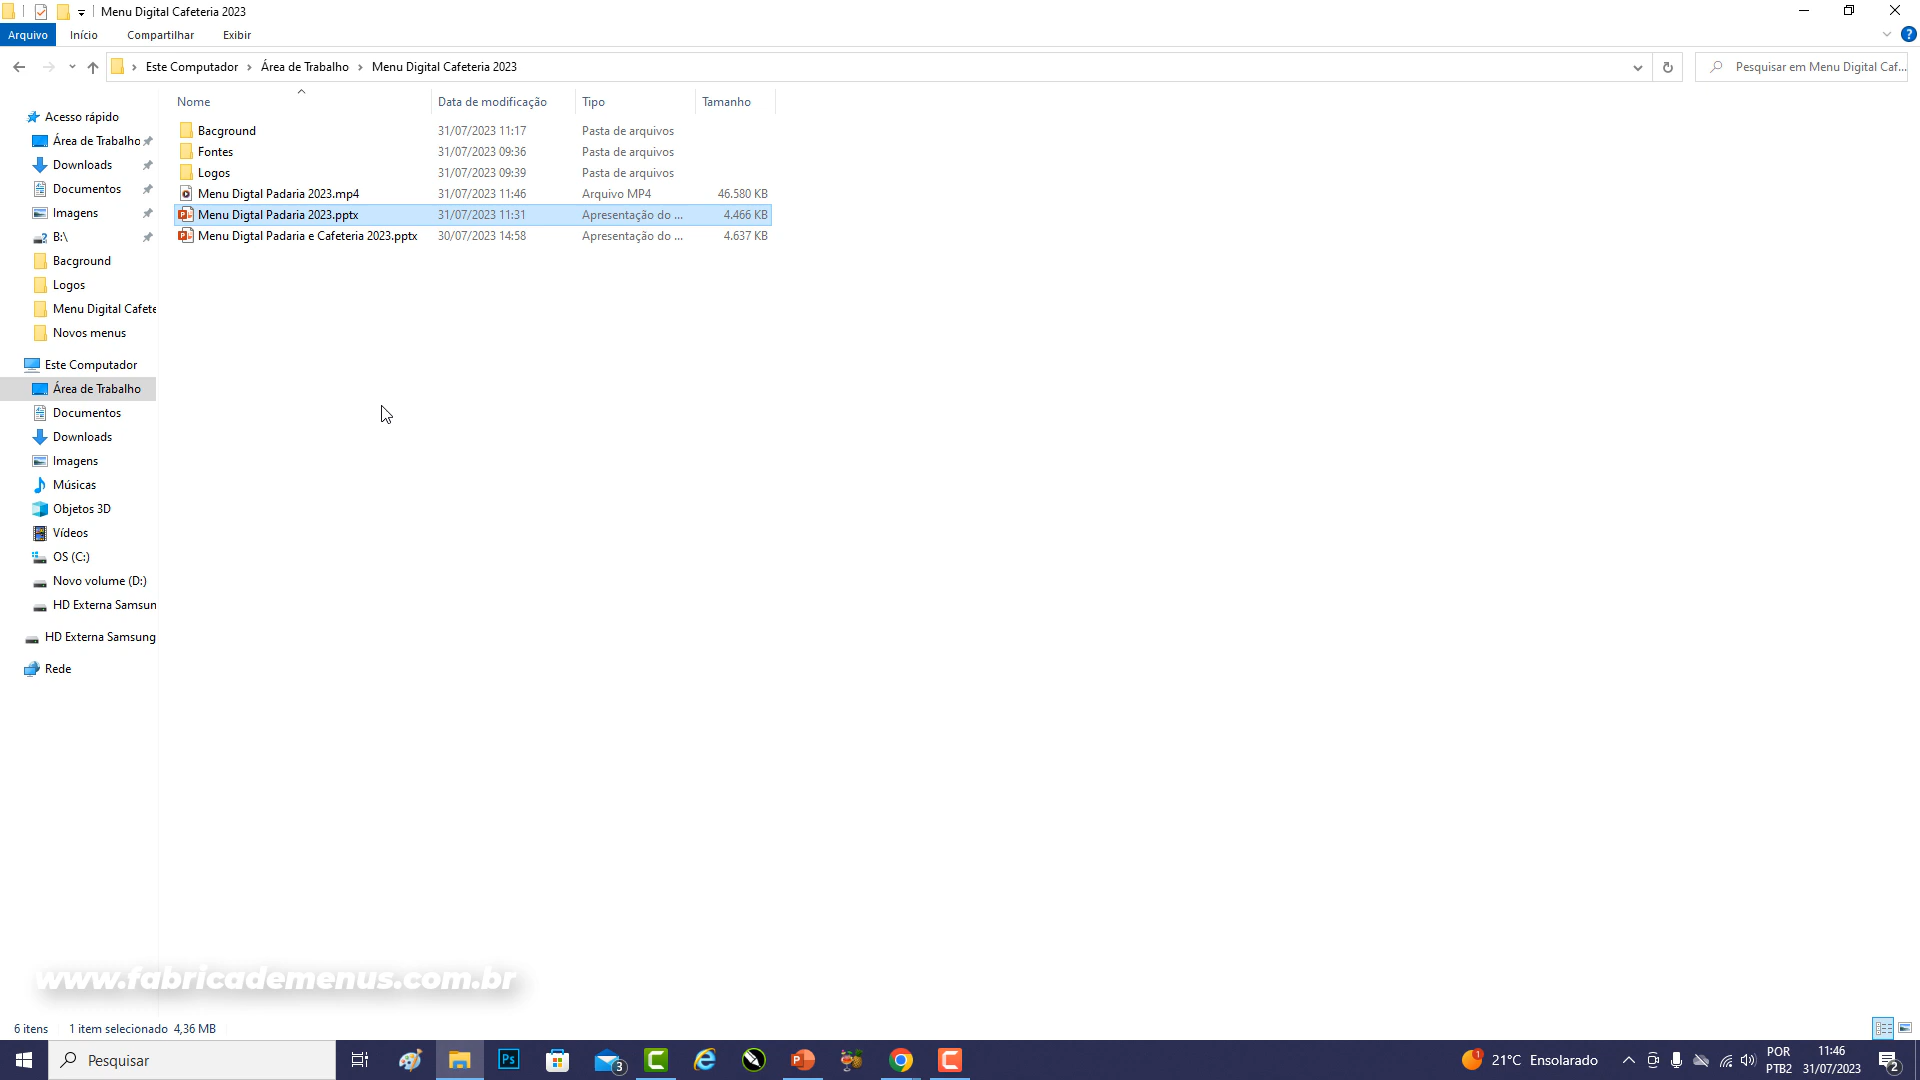 Menu Digital Cafeteria 2023
Arquivo Início Compartilhar Exibir
Este Computador Área de Trabalho Menu Digital Cafeteria 2023
Pesquisar em Menu Digital Caf...
Nome Data de modificação Tipo Tamanho
Bacground 31/07/2023 11:17 Pasta de arquivos
Fontes 31/07/2023 09:36 Pasta de arquivos
Logos 31/07/2023 09:39 Pasta de arquivos
Menu Digtal Padaria 2023.mp4 31/07/2023 11:46 Arquivo MP4 46.580 KB
Menu Digtal Padaria 2023.pptx 31/07/2023 11:31 Apresentação do ... 4.466 KB
Menu Digtal Padaria e Cafeteria 2023.pptx 30/07/2023 14:58 Apresentação do ... 4.637 KB
Acesso rápido
Área de Trabalho
Downloads
Documentos
Imagens
B:\
Bacground
Logos
Menu Digital Cafete
Novos menus
Este Computador
Área de Trabalho
Documentos
Downloads
Imagens
Músicas
Objetos 3D
Vídeos
OS (C:)
Novo volume (D:)
HD Externa Samsun
HD Externa Samsung
Rede
www.fabricademenus.com.br
6 itens 1 item selecionado 4,36 MB
Pesquisar
Ps
3
1
21°C Ensolarado
POR
PTB2
11:46
31/07/2023
2